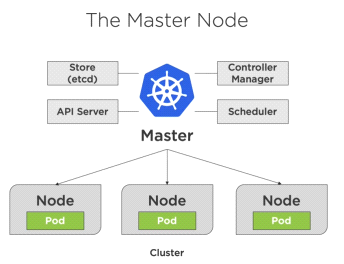 The Master Node
Store
(etcd)
Controller
Manager
API Server
Scheduler
Master
Node
Node
Node
Pod
Pod
Pod
Cluster